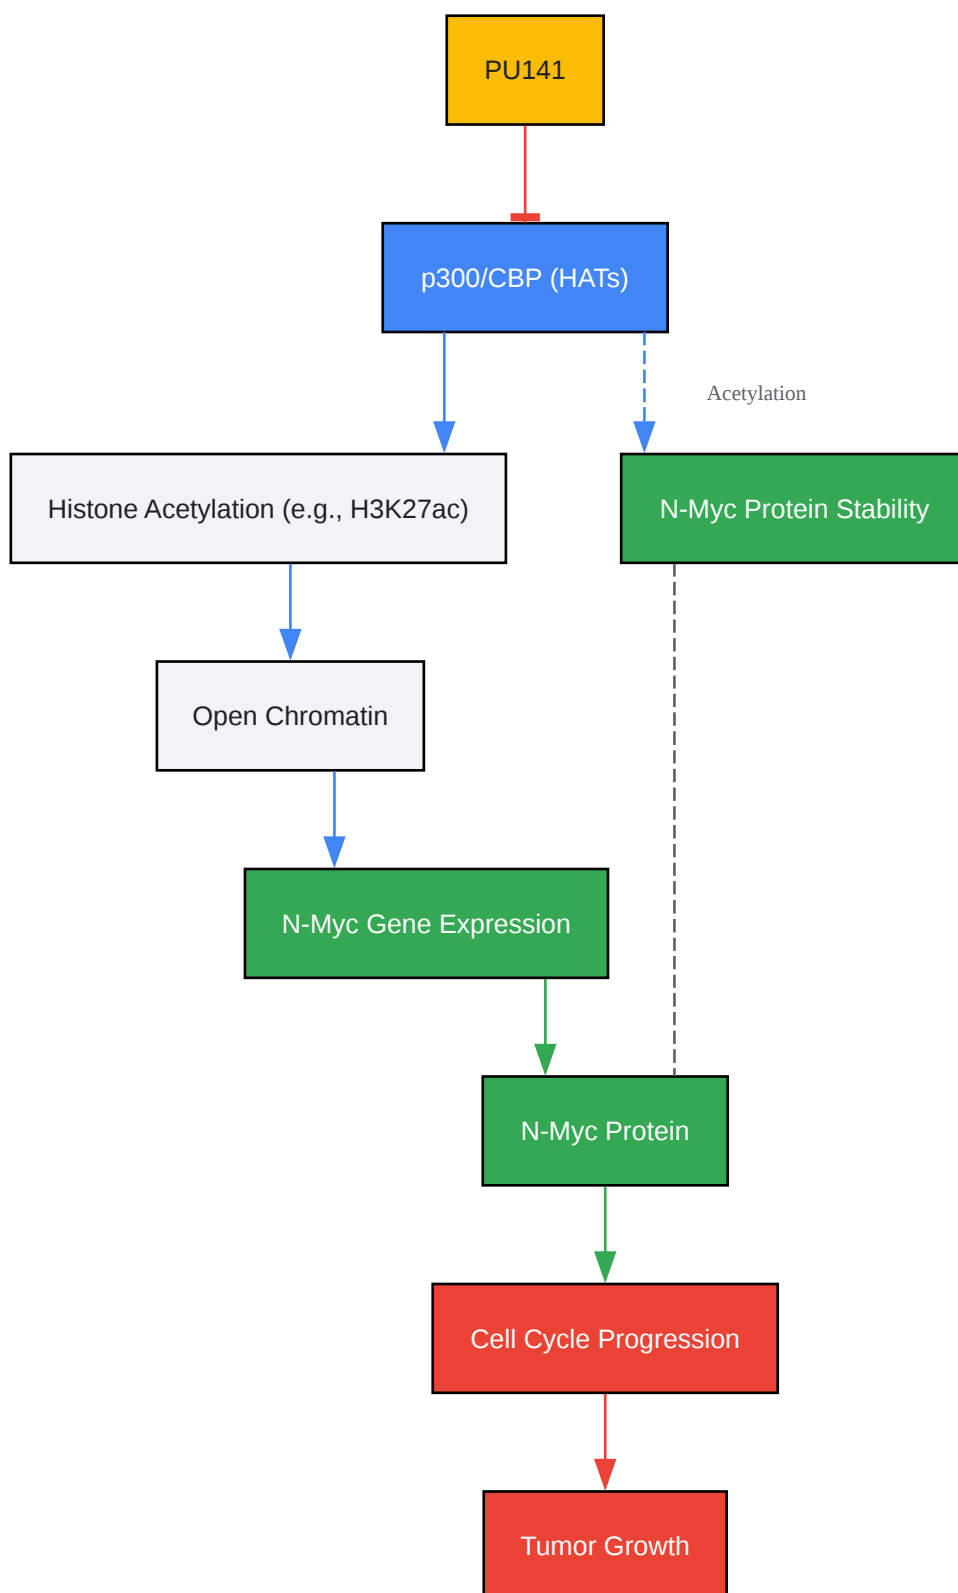 PU141
p300/CBP (HATs)
Acetylation
Histone Acetylation (e.g., H3K27ac)
N-Myc Protein Stability
Open Chromatin
N-Myc Gene Expression
N-Myc Protein
Cell Cycle Progression
Tumor Growth